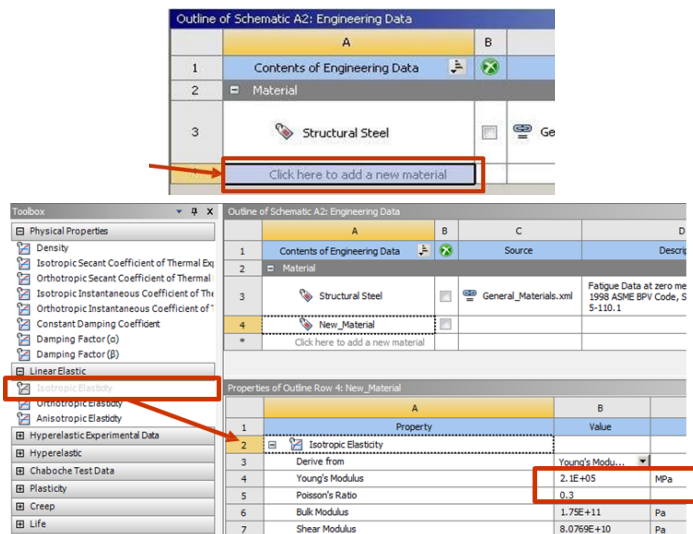 Outline of Schematic A2: Engineering Data
A B
1 Contents of Engineering Data
2 Material
3 Structural Steel Ge
Click here to add a new material
Toolbox
Physical Properties
Density
Isotropic Secant Coefficient of Thermal Exp
Orthotropic Secant Coefficient of Thermal
Isotropic Instantaneous Coefficient of The
Orthotropic Instantaneous Coefficient of
Constant Damping Coefficient
Damping Factor (α)
Damping Factor (β)
Linear Elastic
Isotropic Elasticity
Orthotropic Elasticity
Anisotropic Elasticity
Hyperelastic Experimental Data
Hyperelastic
Chaboche Test Data
Plasticity
Creep
Life
Outline of Schematic A2: Engineering Data
A B C D
1 Contents of Engineering Data Source Descrip
2 Material
3 Structural Steel General_Materials.xml Fatigue Data at zero me
1998 ASME BPV Code, S
5-110.1
4 New_Material
* Click here to add a new material
Properties of Outline Row 4: New_Material
A B
1 Property Value
2 Isotropic Elasticity
3 Derive from Young's Modu...
4 Young's Modulus 2.1E+05 MPa
5 Poisson's Ratio 0.3
6 Bulk Modulus 1.75E+11 Pa
7 Shear Modulus 8.0769E+10 Pa